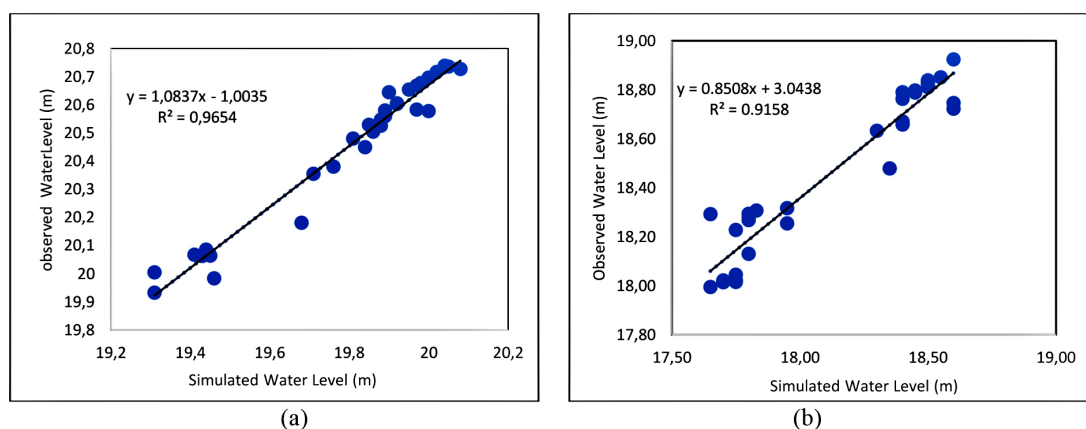 20,8
20,7
20,6
20,5
20,4
20,3
20,2
20,1
20
19,9
19,8
observed WaterLevel (m)
y = 1,0837x - 1,0035
R² = 0,9654
19,2 19,4 19,6 19,8 20 20,2
Simulated Water Level (m)
(a)
19,00
18,80
18,60
18,40
18,20
18,00
17,80
Observed Water Level (m)
y = 0.8508x + 3.0438
R² = 0.9158
17,50 18,00 18,50 19,00
Simulated Water Level (m)
(b)